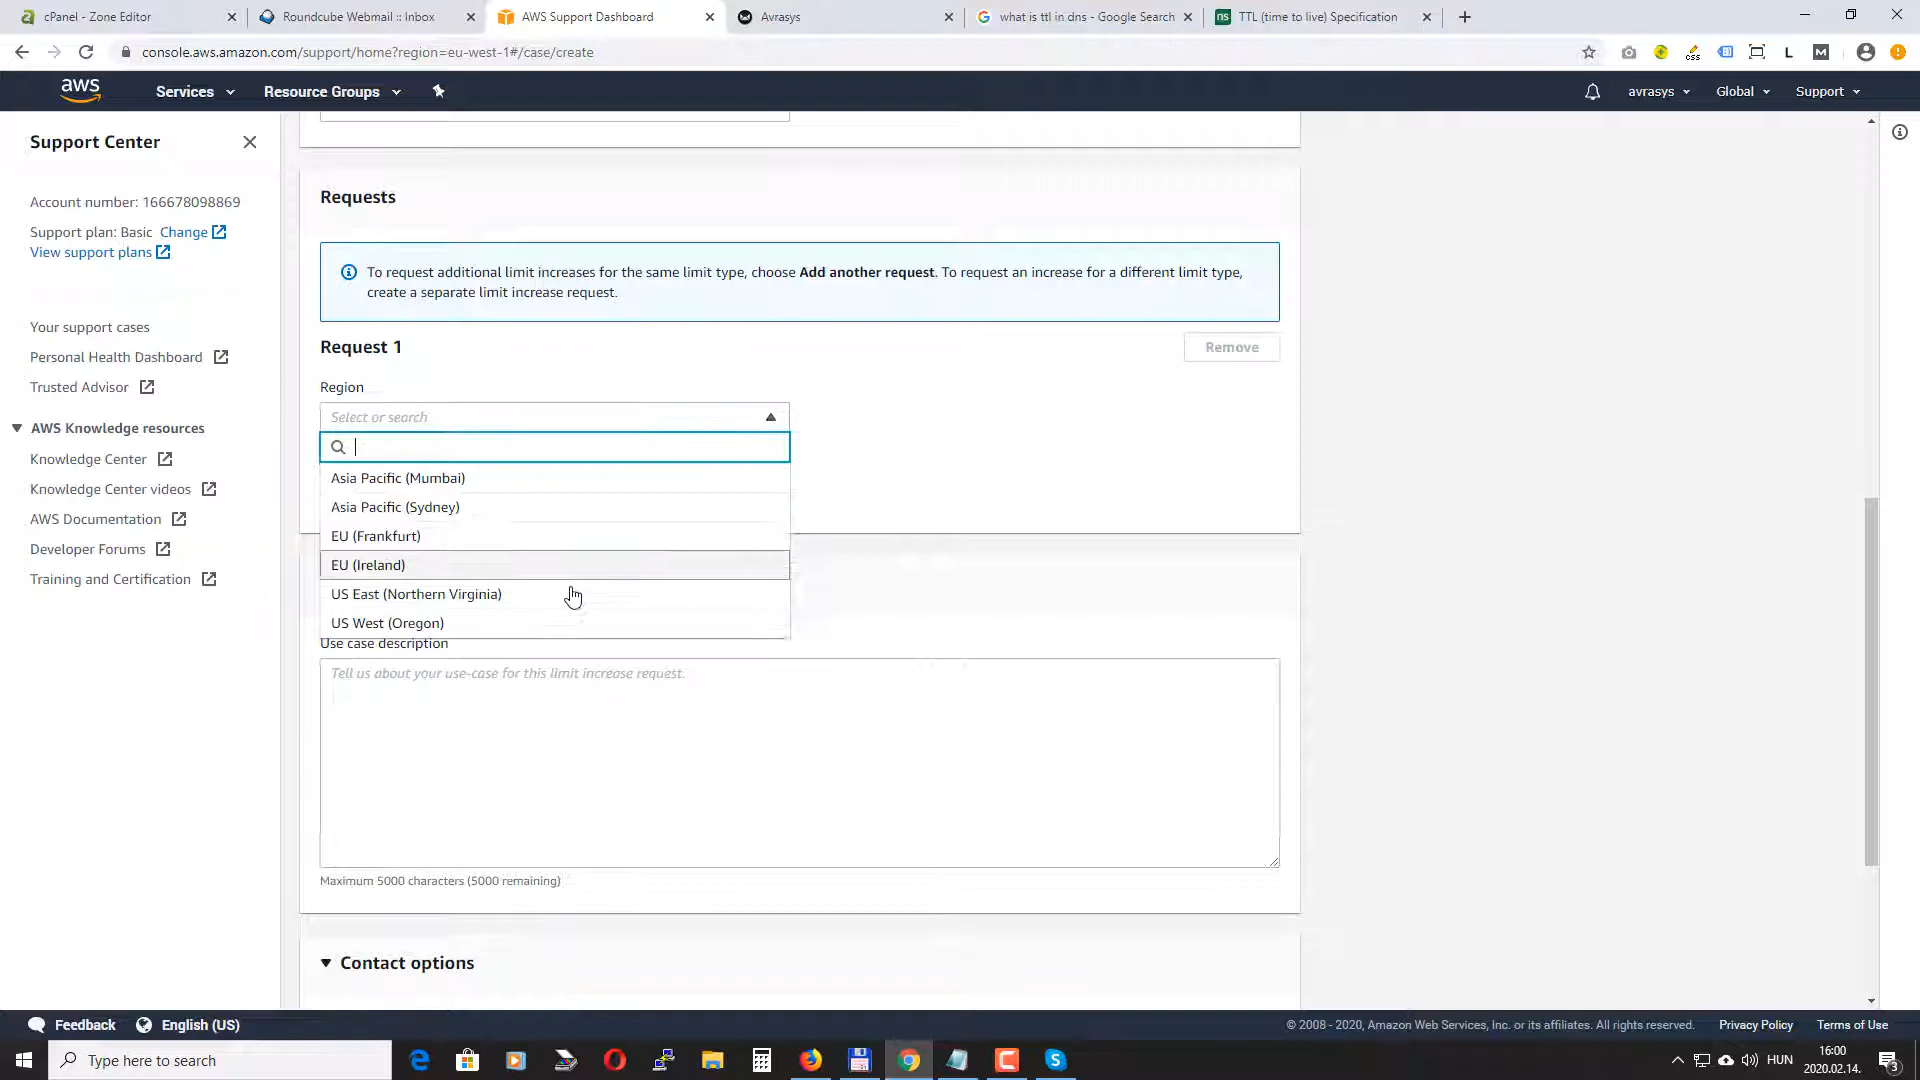 cPanel - Zone Editor
Roundcube Webmail :: Inbox
AWS Support Dashboard
Avrasys
what is ttl in dns - Google Search
ns
TTL (time to live) Specification
console.aws.amazon.com/support/home?region=eu-west-1#/case/create
CSS
L
M
aws
Services
Resource Groups
avrasys
Global
Support
Support Center
Account number: 166678098869
Support plan: Basic Change
View support plans
Your support cases
Personal Health Dashboard
Trusted Advisor
AWS Knowledge resources
Knowledge Center
Knowledge Center videos
AWS Documentation
Developer Forums
Training and Certification
Requests
To request additional limit increases for the same limit type, choose Add another request. To request an increase for a different limit type,
create a separate limit increase request.
Request 1
Remove
Region
Select or search
Asia Pacific (Mumbai)
Asia Pacific (Sydney)
EU (Frankfurt)
EU (Ireland)
US East (Northern Virginia)
US West (Oregon)
Use case description
Tell us about your use-case for this limit increase request.
Maximum 5000 characters (5000 remaining)
Contact options
Feedback
English (US)
© 2008 - 2020, Amazon Web Services, Inc. or its affiliates. All rights reserved.
Privacy Policy
Terms of Use
Type here to search
HUN
16:00
2020.02.14.
3